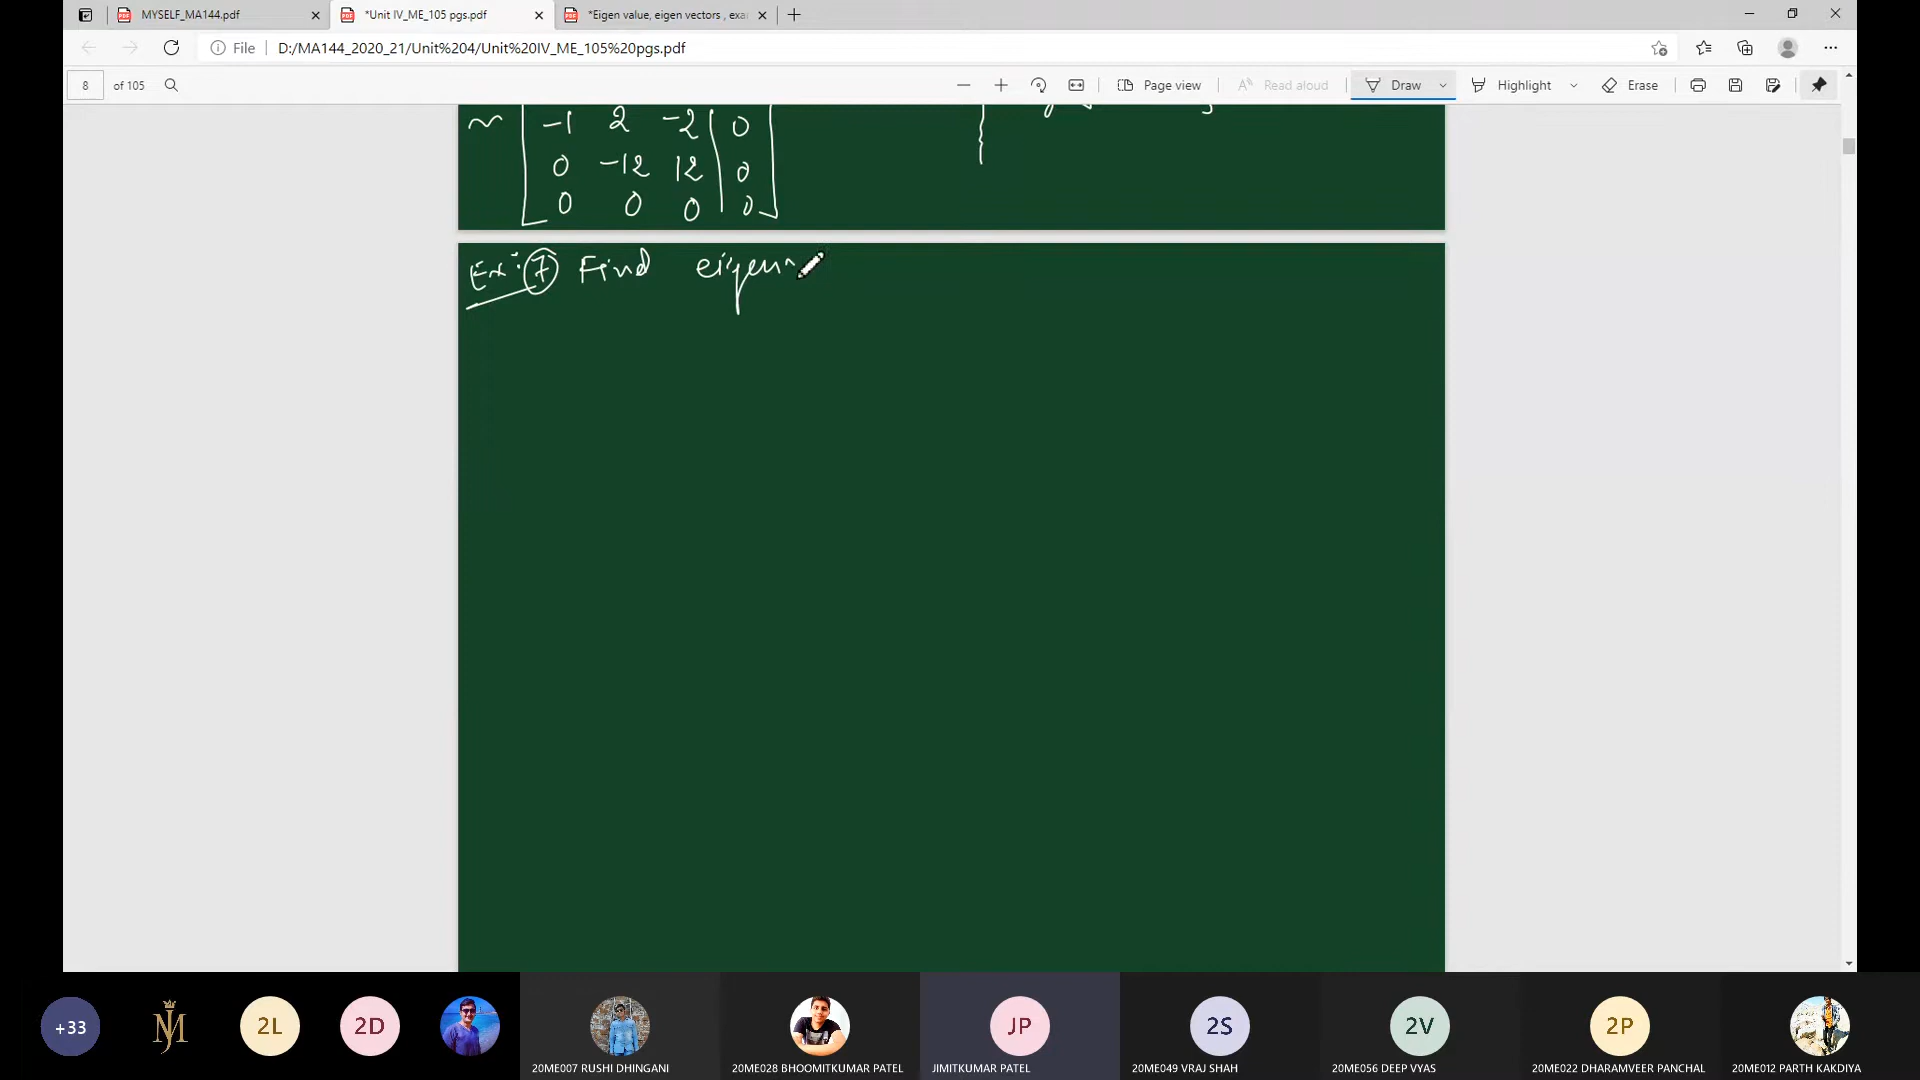 MYSELF_MA144.pdf
*Unit IV_ME_105 pgs.pdf
*Eigen value, eigen vectors , exa
File
D:/MA144_2020_21/Unit%204/Unit%20IV_ME_105%20pgs.pdf
8 of 105
Page view
Read aloud
Draw
Highlight
Erase
~ -1 2 -2 | 0
0 -12 12 | 0
0 0 0 | 0
Ex: 7 Find eigen
+33
JM
2L
2D
JP
2S
2V
2P
20ME007 RUSHI DHINGANI
20ME028 BHOOMITKUMAR PATEL
JIMITKUMAR PATEL
20ME049 VRAJ SHAH
20ME056 DEEP VYAS
20ME022 DHARAMVEER PANCHAL
20ME012 PARTH KAKDIYA